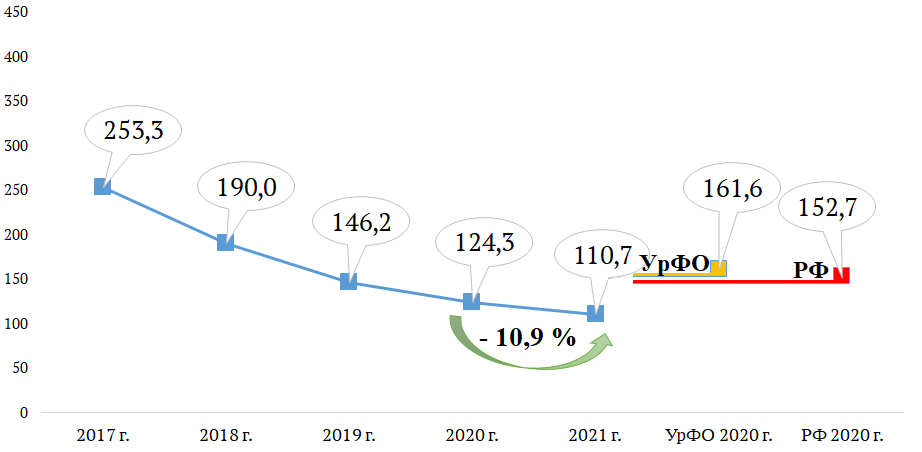 450
400
350
300
250
200
150
100
50
0
253,3
190,0
146,2
124,3
110,7
161,6
152,7
УрФО
РФ
- 10,9 %
2017 г.
2018 г.
2019 г.
2020 г.
2021 г.
УрФО 2020 г.
РФ 2020 г.